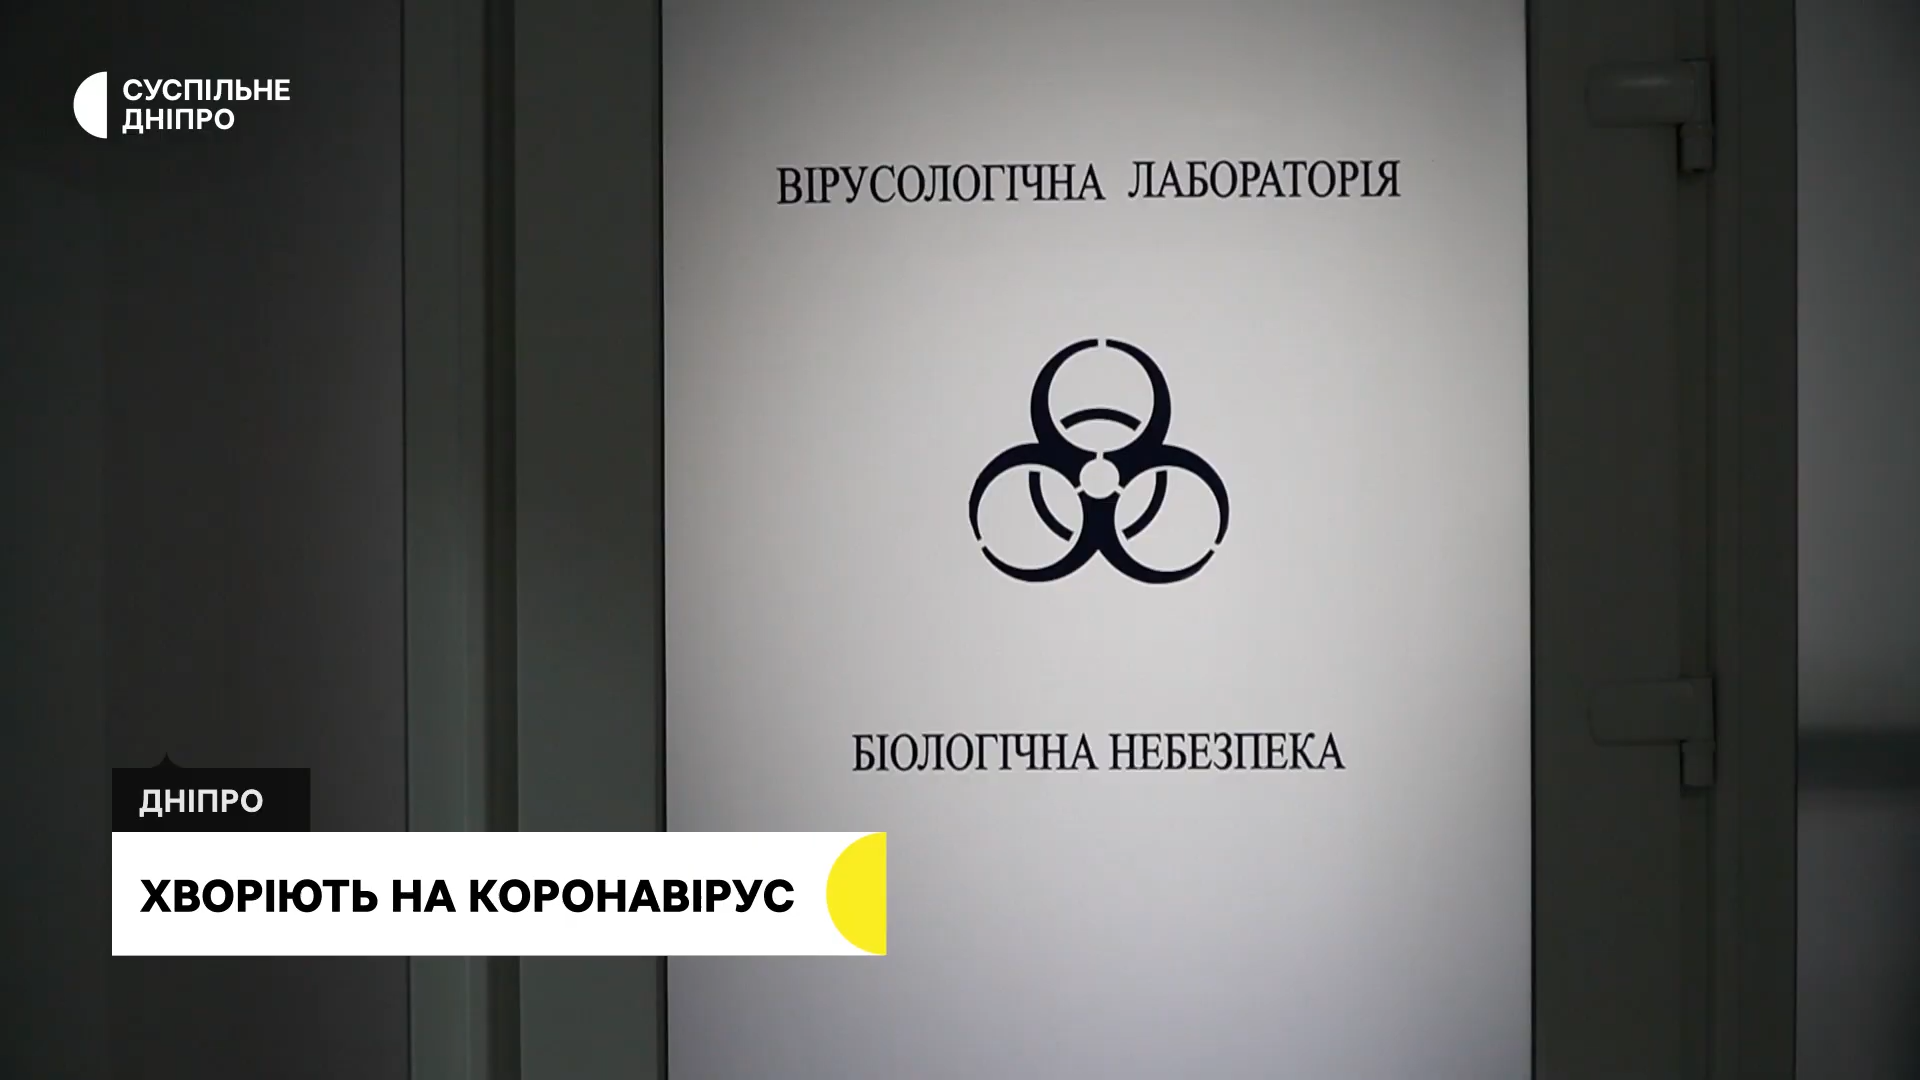 СУСПІЛЬНЕ
ДНІПРО
ВІРУСОЛОГІЧНА ЛАБОРАТОРІЯ
БІОЛОГІЧНА НЕБЕЗПЕКА
ДНІПРО
ХВОРІЮТЬ НА КОРОНАВІРУС